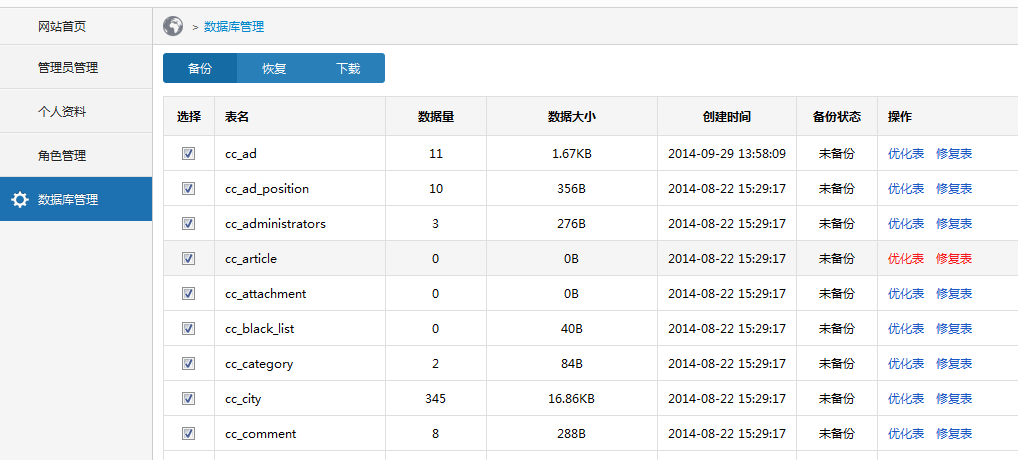 网站首页
管理员管理
个人资料
角色管理
数据库管理
> 数据库管理
备份 恢复 下载
选择 表名 数据量 数据大小 创建时间 备份状态 操作
cc_ad 11 1.67KB 2014-09-29 13:58:09 未备份 优化表 修复表
cc_ad_position 10 356B 2014-08-22 15:29:17 未备份 优化表 修复表
cc_administrators 3 276B 2014-08-22 15:29:17 未备份 优化表 修复表
cc_article 0 0B 2014-08-22 15:29:17 未备份 优化表 修复表
cc_attachment 0 0B 2014-08-22 15:29:17 未备份 优化表 修复表
cc_black_list 0 40B 2014-08-22 15:29:17 未备份 优化表 修复表
cc_category 2 84B 2014-08-22 15:29:17 未备份 优化表 修复表
cc_city 345 16.86KB 2014-08-22 15:29:17 未备份 优化表 修复表
cc_comment 8 288B 2014-08-22 15:29:17 未备份 优化表 修复表